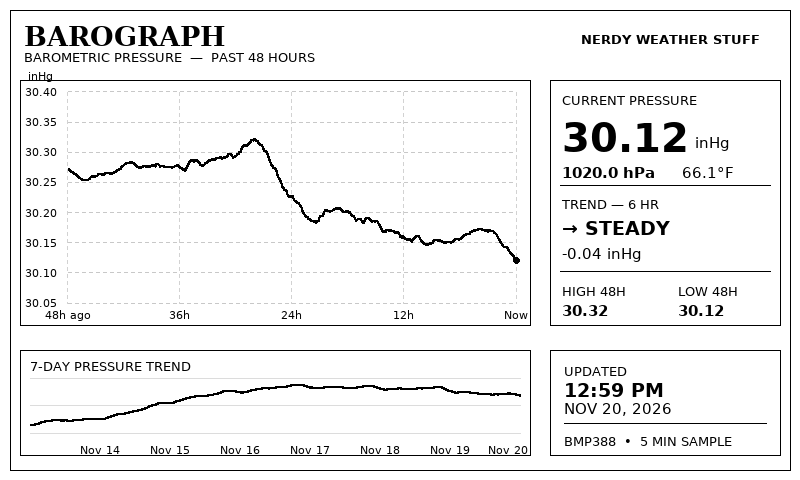 BAROGRAPH
BAROMETRIC PRESSURE — PAST 48 HOURS
NERDY WEATHER STUFF
inHg
30.40
30.35
30.30
30.25
30.20
30.15
30.10
30.05
48h ago 36h 24h 12h Now
CURRENT PRESSURE
30.12 inHg
1020.0 hPa 66.1°F
TREND — 6 HR
→ STEADY
-0.04 inHg
HIGH 48H LOW 48H
30.32 30.12
7-DAY PRESSURE TREND
Nov 14 Nov 15 Nov 16 Nov 17 Nov 18 Nov 19 Nov 20
UPDATED
12:59 PM
NOV 20, 2026
BMP388 • 5 MIN SAMPLE